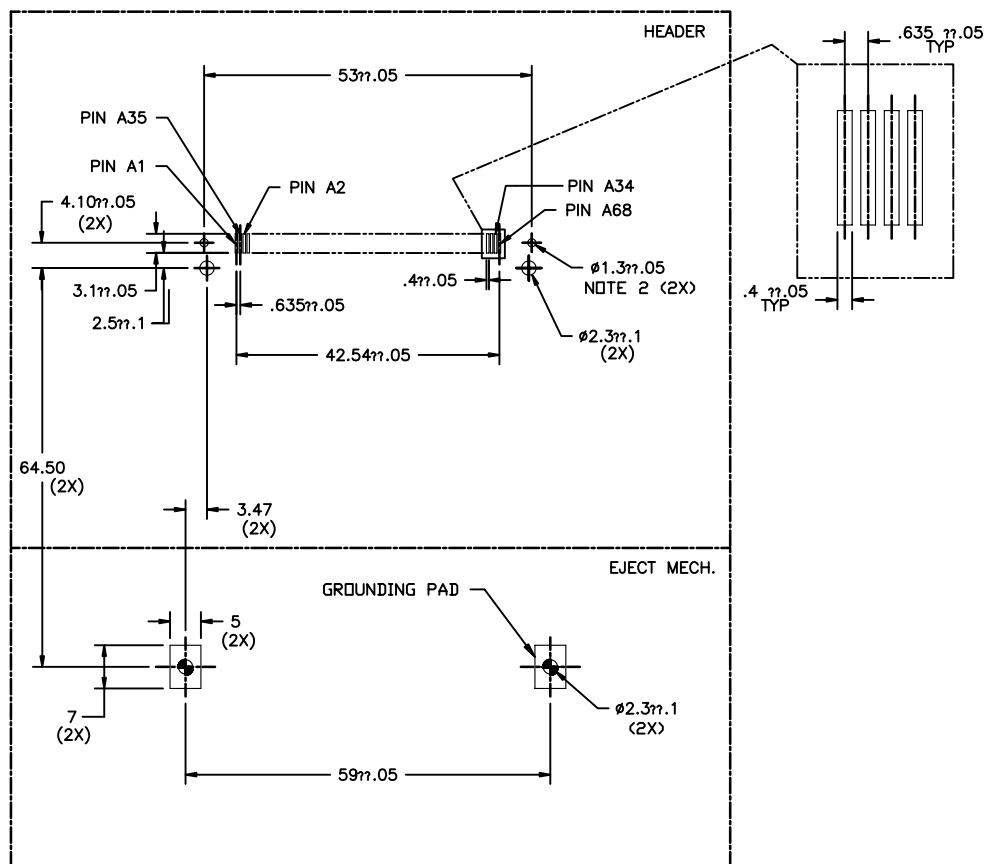 HEADER
.635 ⁇.05
TYP
53⁇.05
PIN A35
PIN A1
PIN A2
PIN A34
PIN A68
4.10⁇.05
(2X)
3.1⁇.05
2.5⁇.1
.635⁇.05
.4⁇.05
ø1.3⁇.05
NOTE 2 (2X)
ø2.3⁇.1
(2X)
42.54⁇.05
.4 ⁇.05
TYP
64.50
(2X)
3.47
(2X)
EJECT MECH.
GROUNDING PAD
5
(2X)
7
(2X)
ø2.3⁇.1
(2X)
59⁇.05